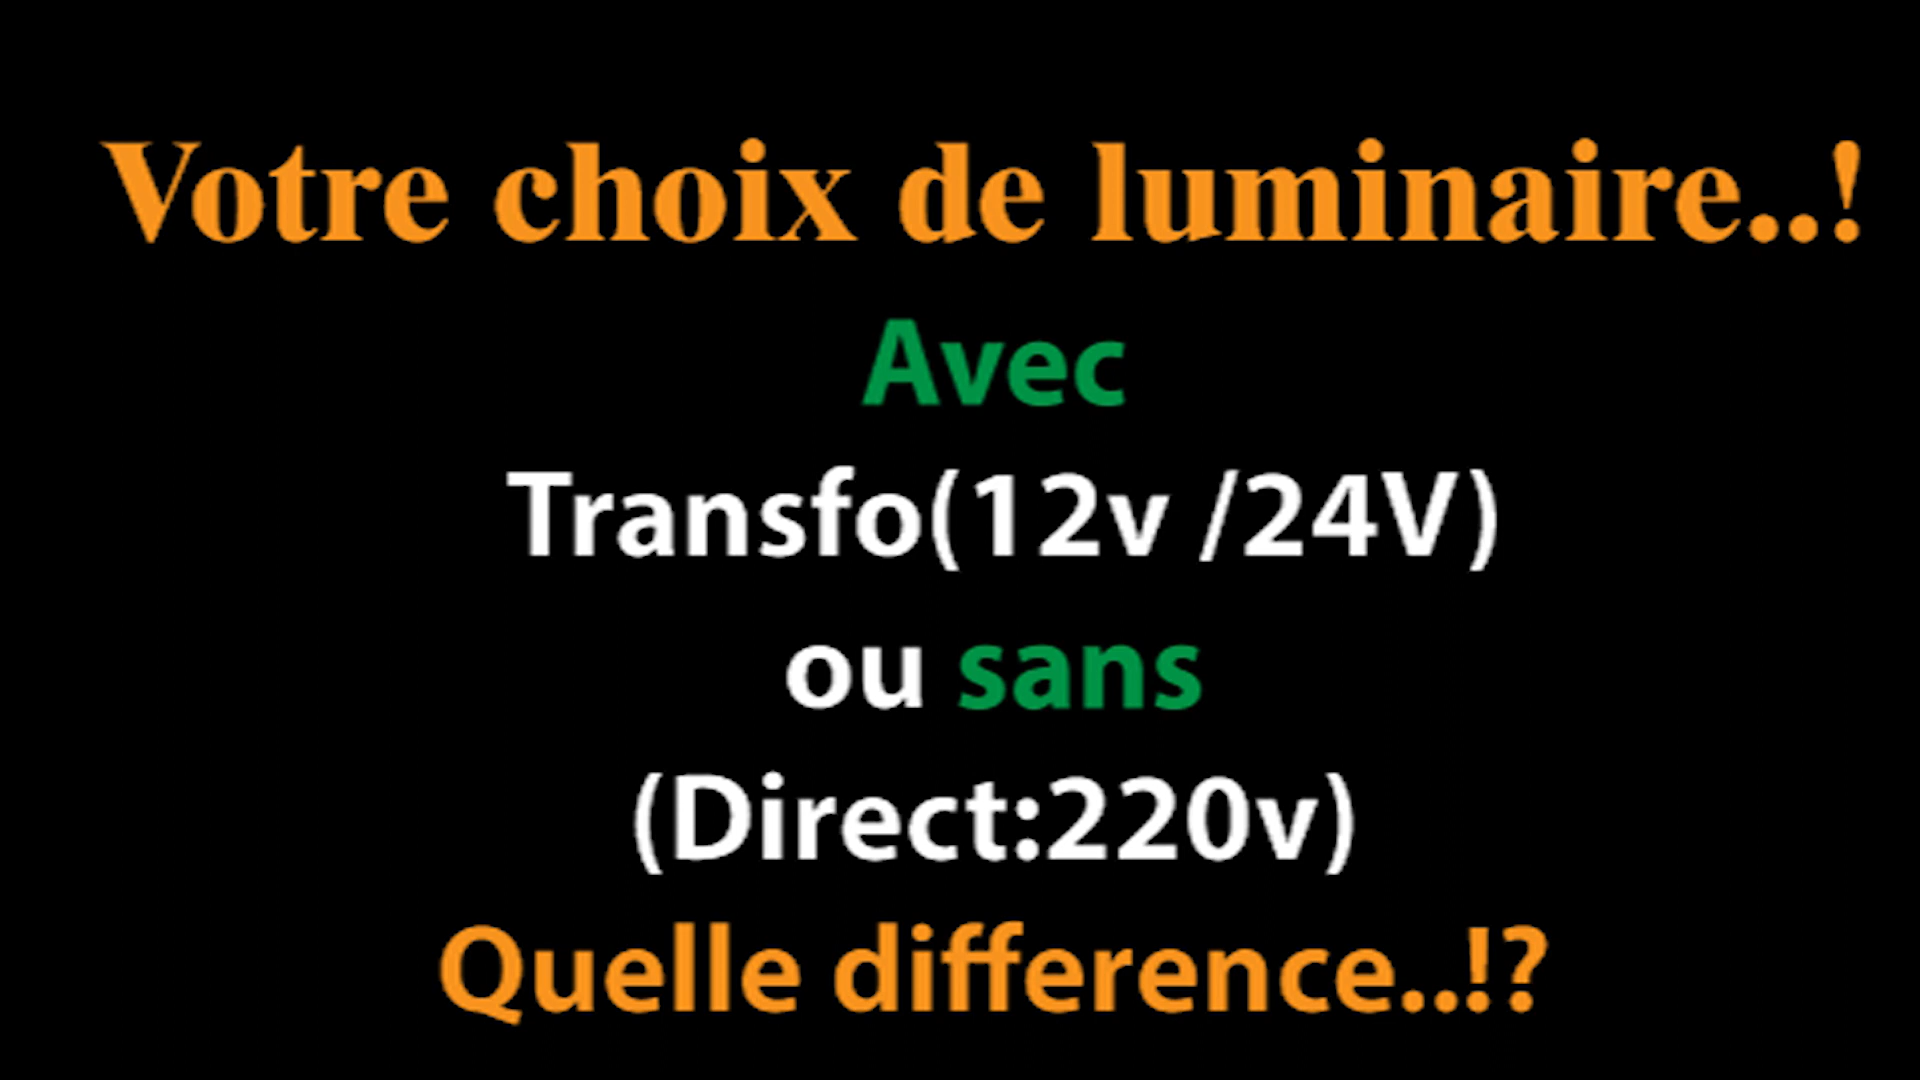 Votre choix de luminaire..!
Avec
Transfo(12v /24V)
ou sans
(Direct:220v)
Quelle difference..!?